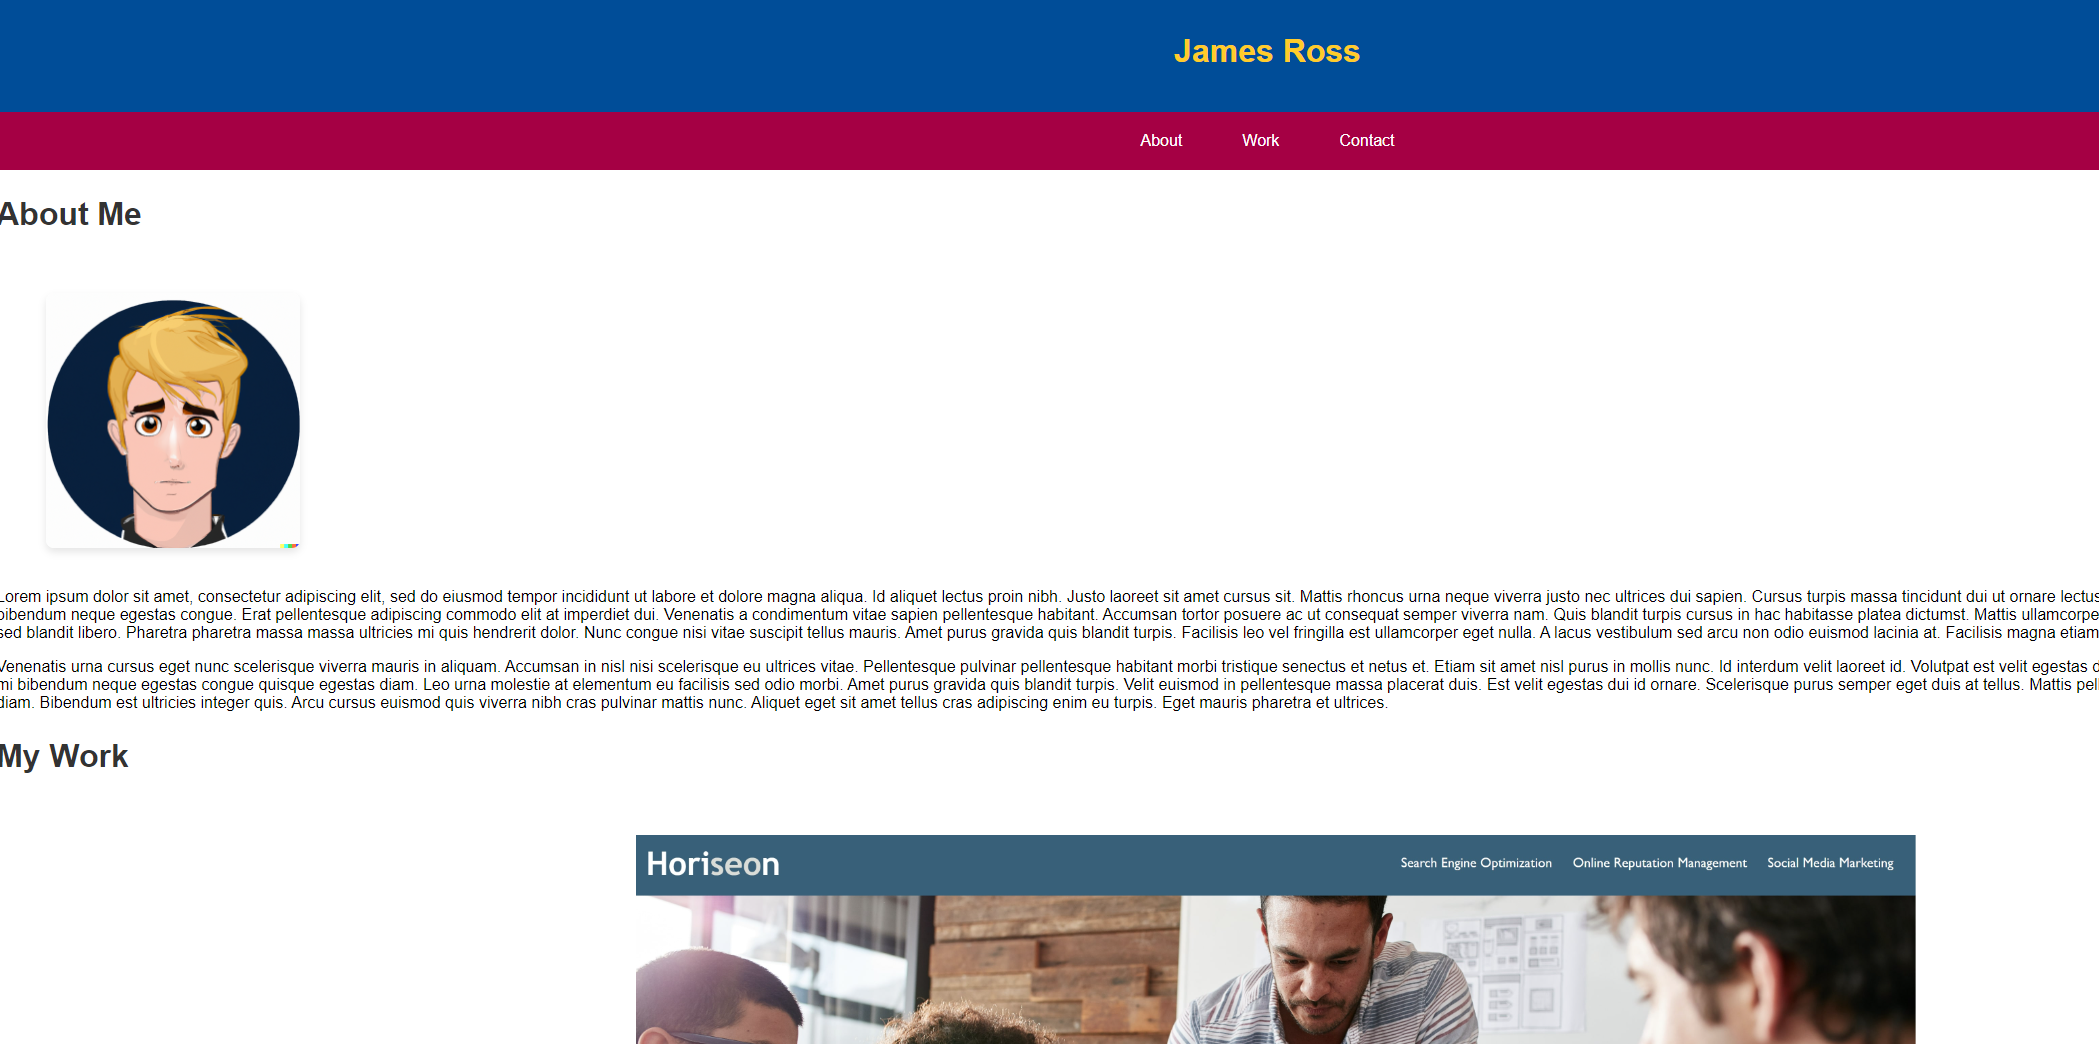 James Ross
About Work Contact
About Me
Lorem ipsum dolor sit amet, consectetur adipiscing elit, sed do eiusmod tempor incididunt ut labore et dolore magna aliqua. Id aliquet lectus proin nibh. Justo laoreet sit amet cursus sit. Mattis rhoncus urna neque viverra justo nec ultrices dui sapien. Cursus turpis massa tincidunt dui ut ornare lectus
bibendum neque egestas congue. Erat pellentesque adipiscing commodo elit at imperdiet dui. Venenatis a condimentum vitae sapien pellentesque habitant. Accumsan tortor posuere ac ut consequat semper viverra nam. Quis blandit turpis cursus in hac habitasse platea dictumst. Mattis ullamcorpe
sed blandit libero. Pharetra pharetra massa massa ultricies mi quis hendrerit dolor. Nunc congue nisi vitae suscipit tellus mauris. Amet purus gravida quis blandit turpis. Facilisis leo vel fringilla est ullamcorper eget nulla. A lacus vestibulum sed arcu non odio euismod lacinia at. Facilisis magna etiam
Venenatis urna cursus eget nunc scelerisque viverra mauris in aliquam. Accumsan in nisl nisi scelerisque eu ultrices vitae. Pellentesque pulvinar pellentesque habitant morbi tristique senectus et netus et. Etiam sit amet nisl purus in mollis nunc. Id interdum velit laoreet id. Volutpat est velit egestas d
mi bibendum neque egestas congue quisque egestas diam. Leo urna molestie at elementum eu facilisis sed odio morbi. Amet purus gravida quis blandit turpis. Velit euismod in pellentesque massa placerat duis. Est velit egestas dui id ornare. Scelerisque purus semper eget duis at tellus. Mattis pel
diam. Bibendum est ultricies integer quis. Arcu cursus euismod quis viverra nibh cras pulvinar mattis nunc. Aliquet eget sit amet tellus cras adipiscing enim eu turpis. Eget mauris pharetra et ultrices.
My Work
Horiseon Search Engine Optimization Online Reputation Management Social Media Marketing